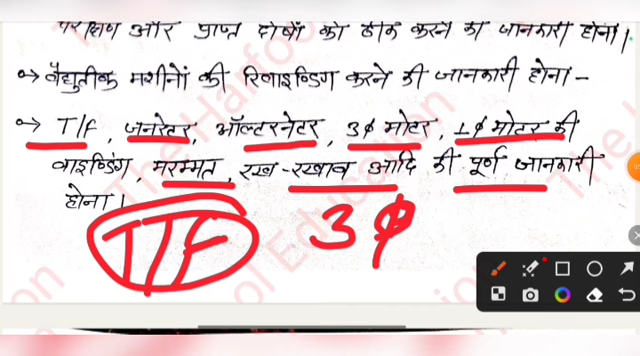 परीक्षण और प्राप्त दोषों को ठीक करने की जानकारी होना।
→ वैद्युतीक मशीनों की रिवाइन्डिंग करने की जानकारी होना -
→ T/F, जनरेटर, ऑल्टरनेटर, 3ϕ मोटर, 1ϕ मोटर की
वाइण्डिंग, मरम्मत, रख-रखाव आदि की पूर्ण जानकारी
होना।
T/F 3ϕ